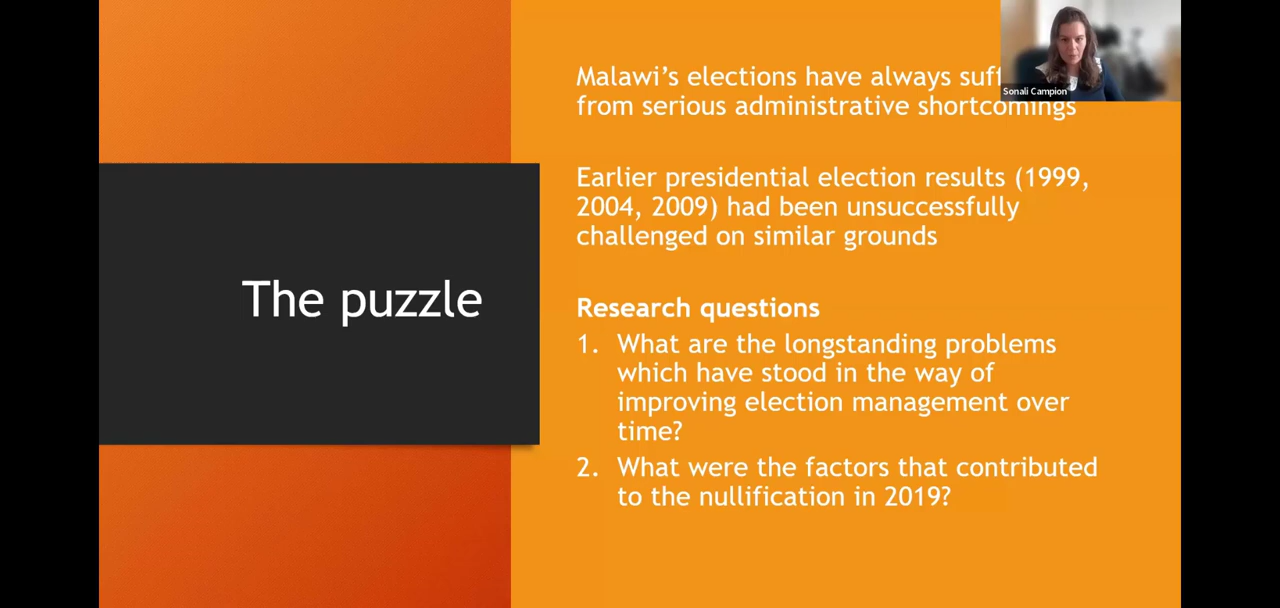 Malawi's elections have always
from serious administrative shortcomings
Sonali Campion
Earlier presidential election results (1999,
2004, 2009) had been unsuccessfully
challenged on similar grounds
The puzzle
Research questions
1. What are the longstanding problems
which have stood in the way of
improving election management over
time?
2. What were the factors that contributed
to the nullification in 2019?